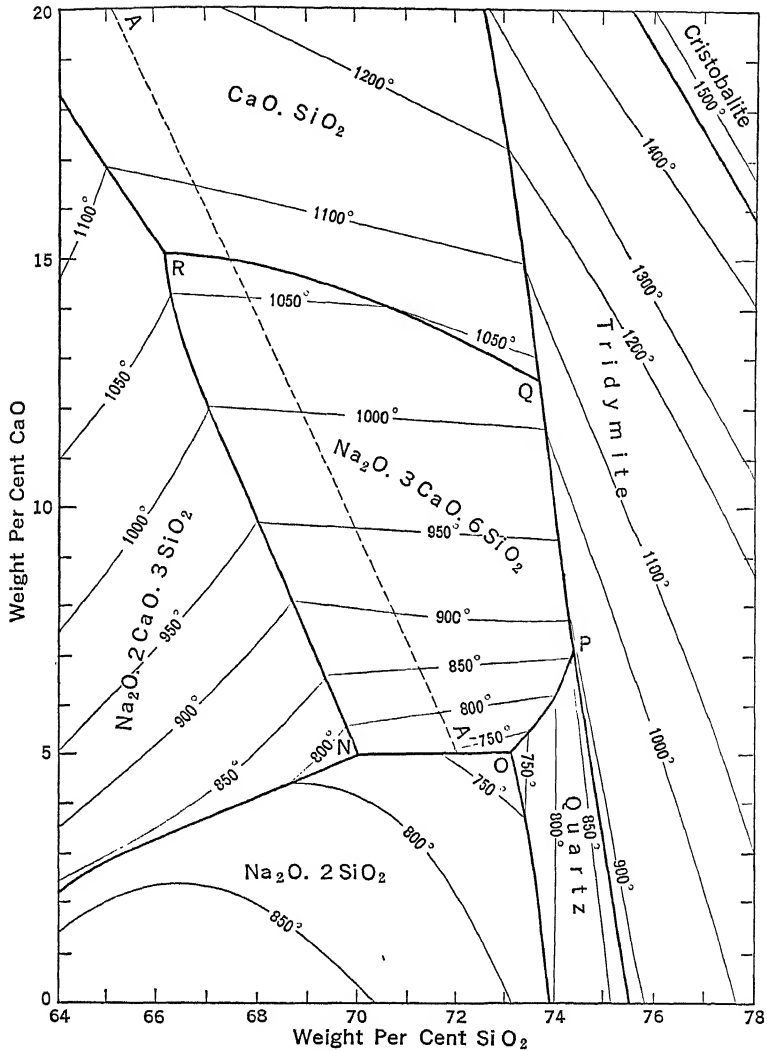 20
15
10
5
0
64
66
68
70
72
74
76
78
Weight Per Cent CaO
Weight Per Cent SiO₂
A
CaO. SiO₂
1200°
1100°
1100°
R
1050°
1050°
Q
1050°
1000°
Na₂O. 3CaO. 6SiO₂
950°
900°
850°
800°
750°
A
P
N
O
Na₂O. 2CaO. 3SiO₂
1000°
950°
900°
850°
800°
750°
Na₂O. 2SiO₂
800°
850°
Quartz
750°
800°
850°
900°
Tridymite
1000°
1100°
1200°
1300°
1400°
Cristobalite
1500°